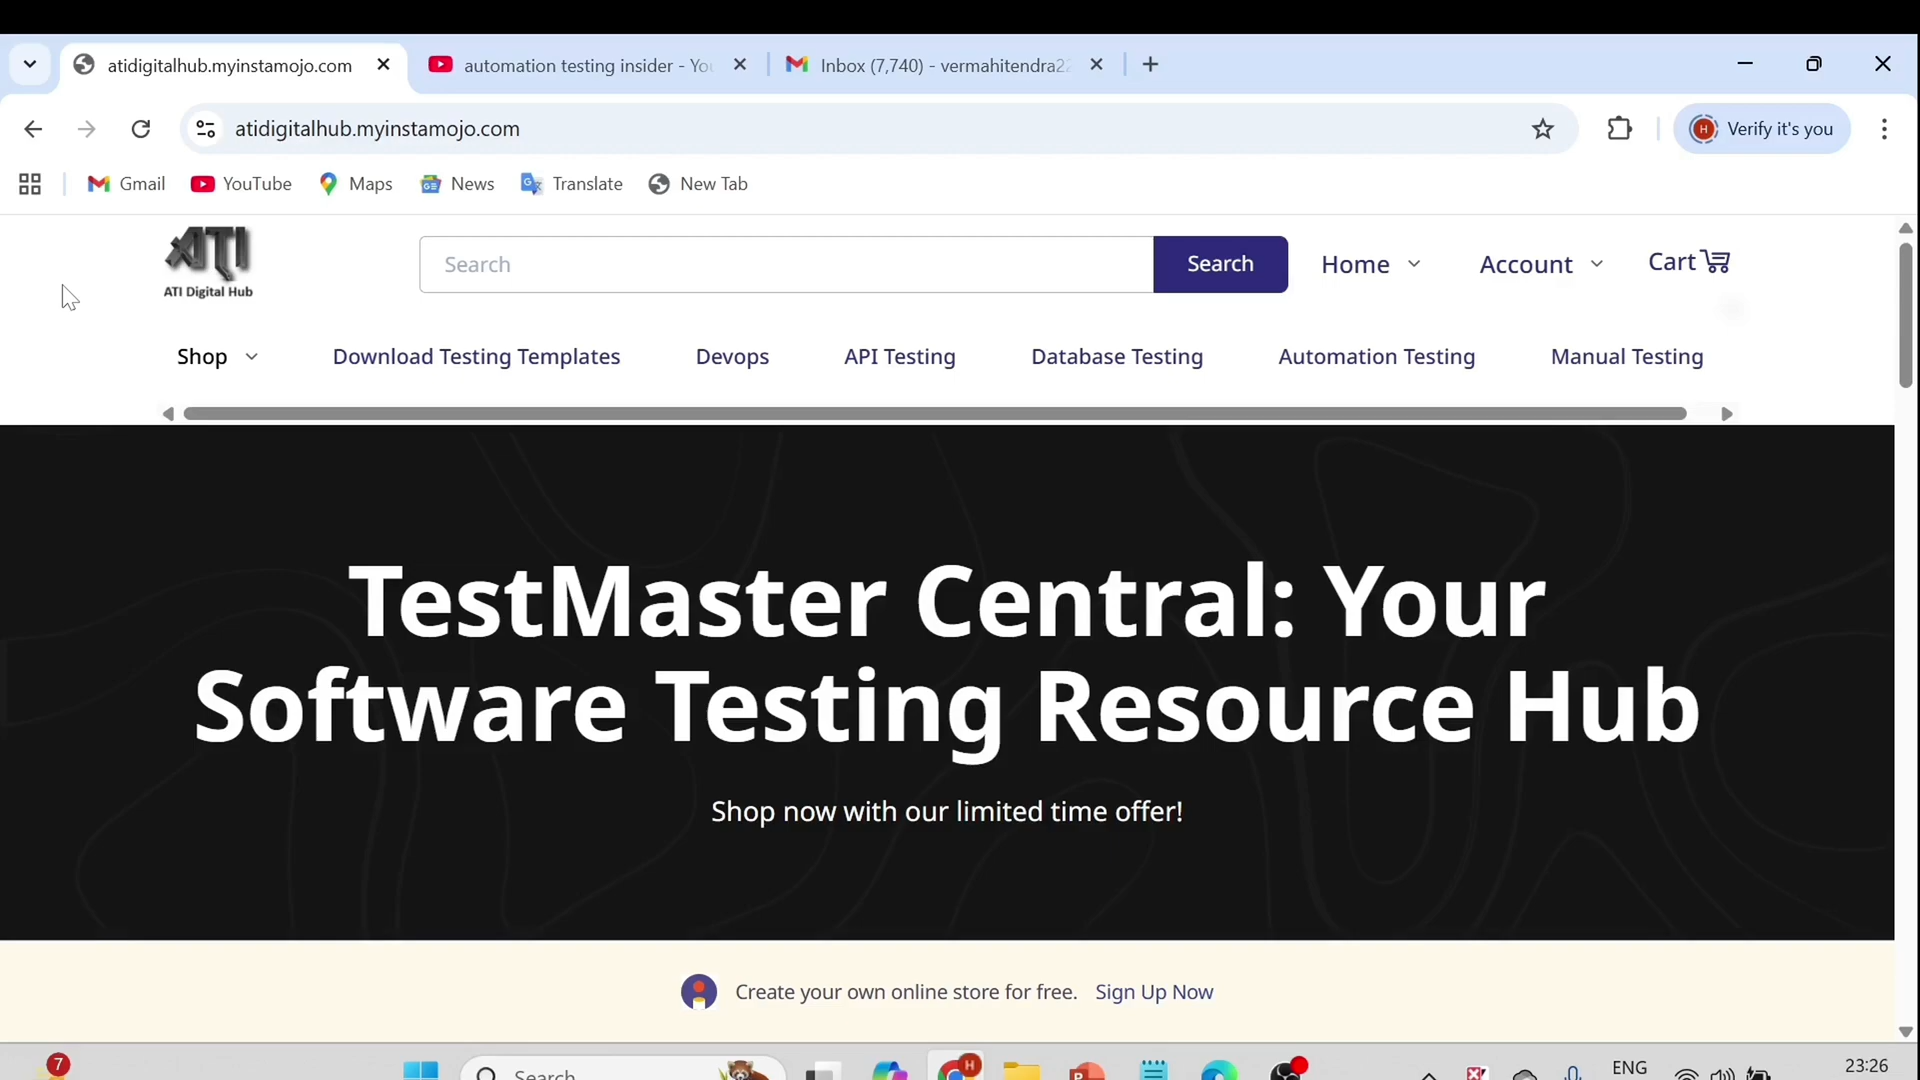 atidigitalhub.myinstamojo.com
automation testing insider - You
Inbox (7,740) - vermahitendra22
atidigitalhub.myinstamojo.com
H
Verify it's you
Gmail
YouTube
Maps
News
Translate
New Tab
ATI
ATI Digital Hub
Search
Search
Home
Account
Cart
Shop
Download Testing Templates
Devops
API Testing
Database Testing
Automation Testing
Manual Testing
TestMaster Central: Your
Software Testing Resource Hub
Shop now with our limited time offer!
Create your own online store for free. Sign Up Now
7
Search
H
ENG
23:26